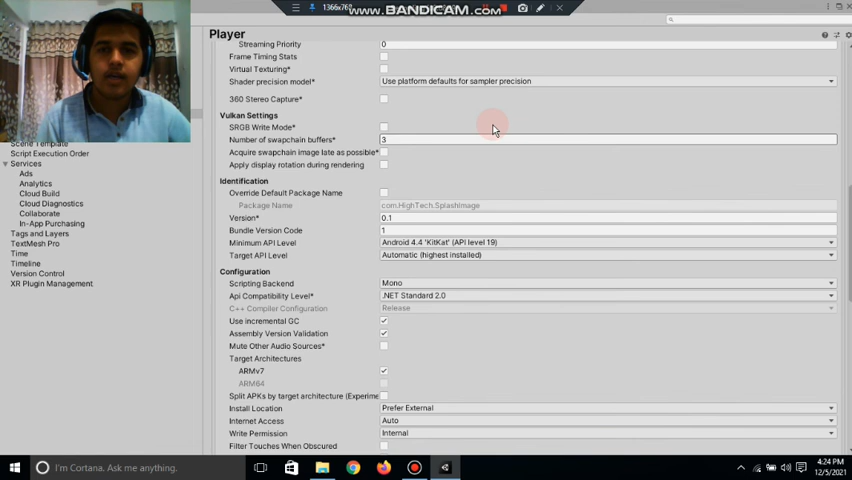 1366x768
www.BANDICAM.com
Player
Streaming Priority 0
Frame Timing Stats
Virtual Texturing*
Shader precision model* Use platform defaults for sampler precision
360 Stereo Capture*
Vulkan Settings
SRGB Write Mode*
Number of swapchain buffers* 3
Acquire swapchain image late as possible*
Apply display rotation during rendering
Identification
Override Default Package Name
Package Name com.HighTech.SplashImage
Version* 0.1
Bundle Version Code 1
Minimum API Level Android 4.4 'KitKat' (API level 19)
Target API Level Automatic (highest installed)
Configuration
Scripting Backend Mono
Api Compatibility Level* .NET Standard 2.0
C++ Compiler Configuration Release
Use incremental GC
Assembly Version Validation
Mute Other Audio Sources*
Target Architectures
ARMv7
ARM64
Split APKs by target architecture (Experime
Install Location Prefer External
Internet Access Auto
Write Permission Internal
Filter Touches When Obscured
Scene Template
Script Execution Order
Services
Ads
Analytics
Cloud Build
Cloud Diagnostics
Collaborate
In-App Purchasing
Tags and Layers
TextMesh Pro
Time
Timeline
Version Control
XR Plugin Management
I'm Cortana. Ask me anything.
4:24 PM
12/5/2021